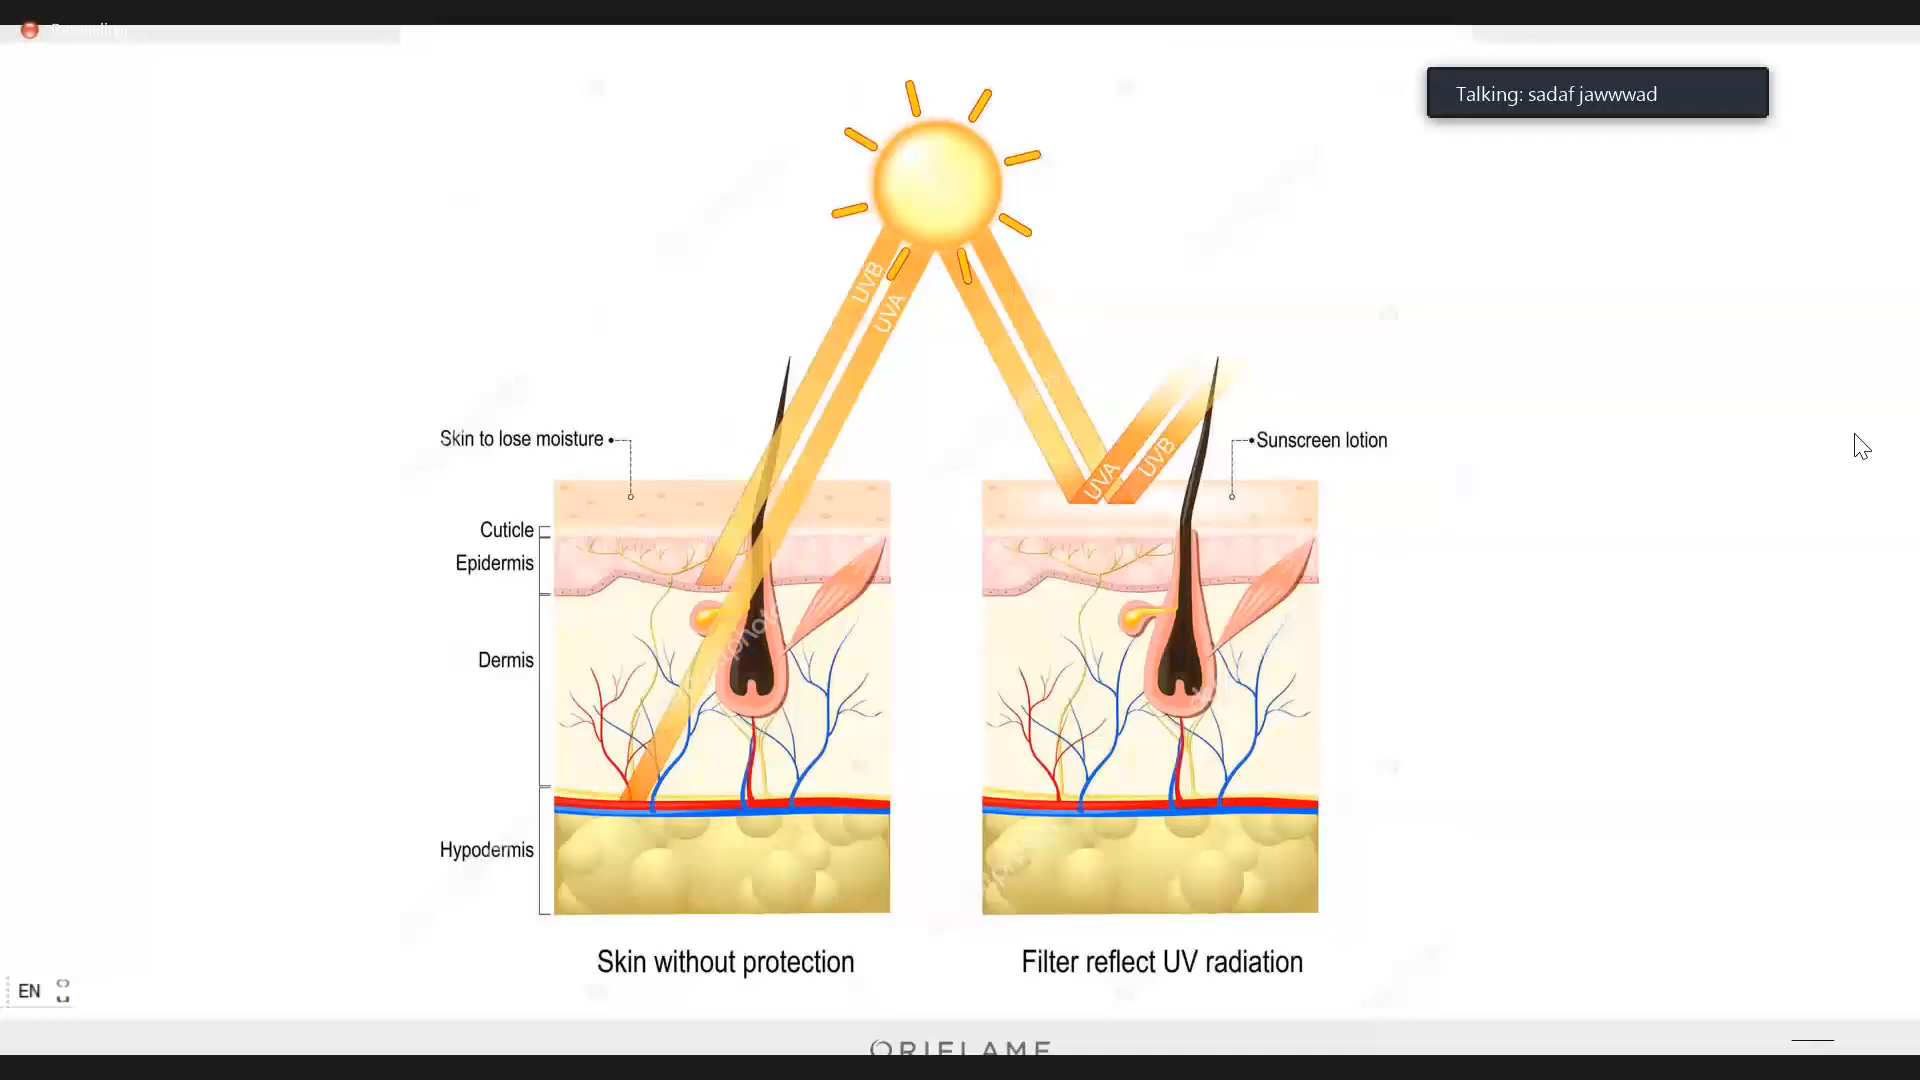 Talking: sadaf jawwwad
UVB
UVA
Skin to lose moisture
Sunscreen lotion
UVA
UVB
Cuticle
Epidermis
Dermis
Hypodermis
Skin without protection
Filter reflect UV radiation
EN
ORIFLAME